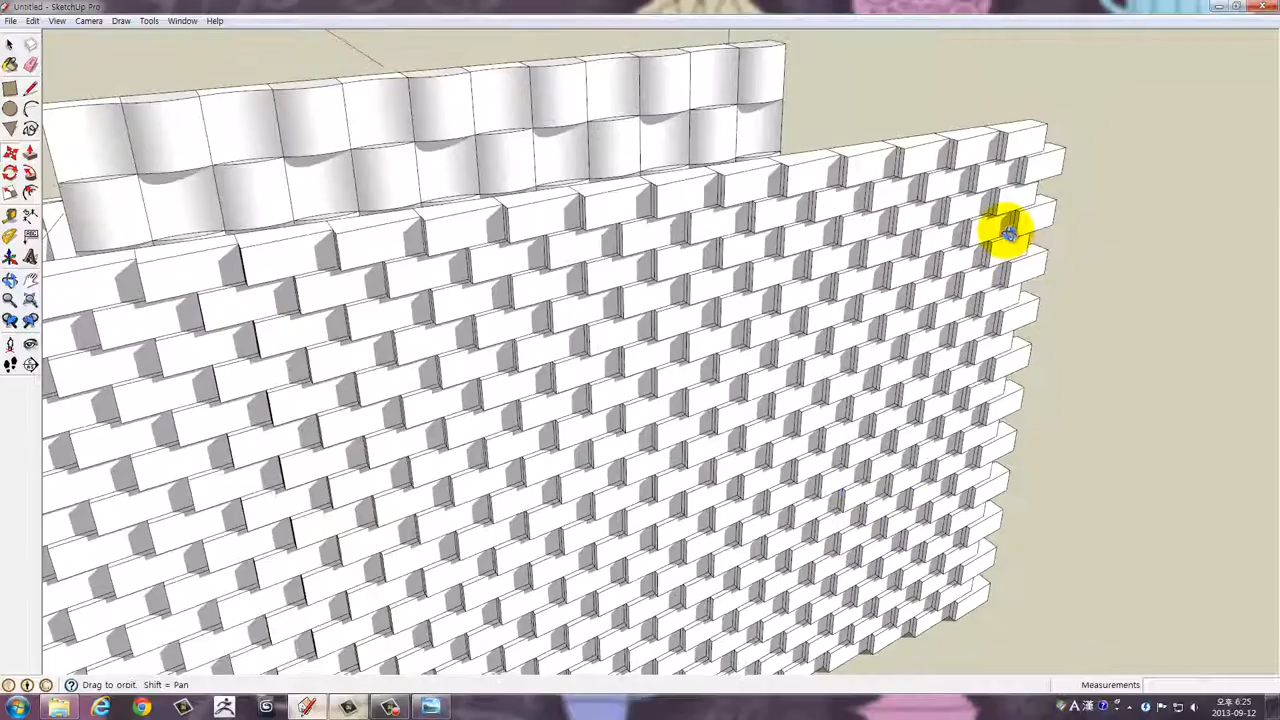 Untitled - SketchUp Pro
File Edit View Camera Draw Tools Window Help
Drag to orbit. Shift = Pan
Measurements
A 漢
오후 6:25
2013-09-12